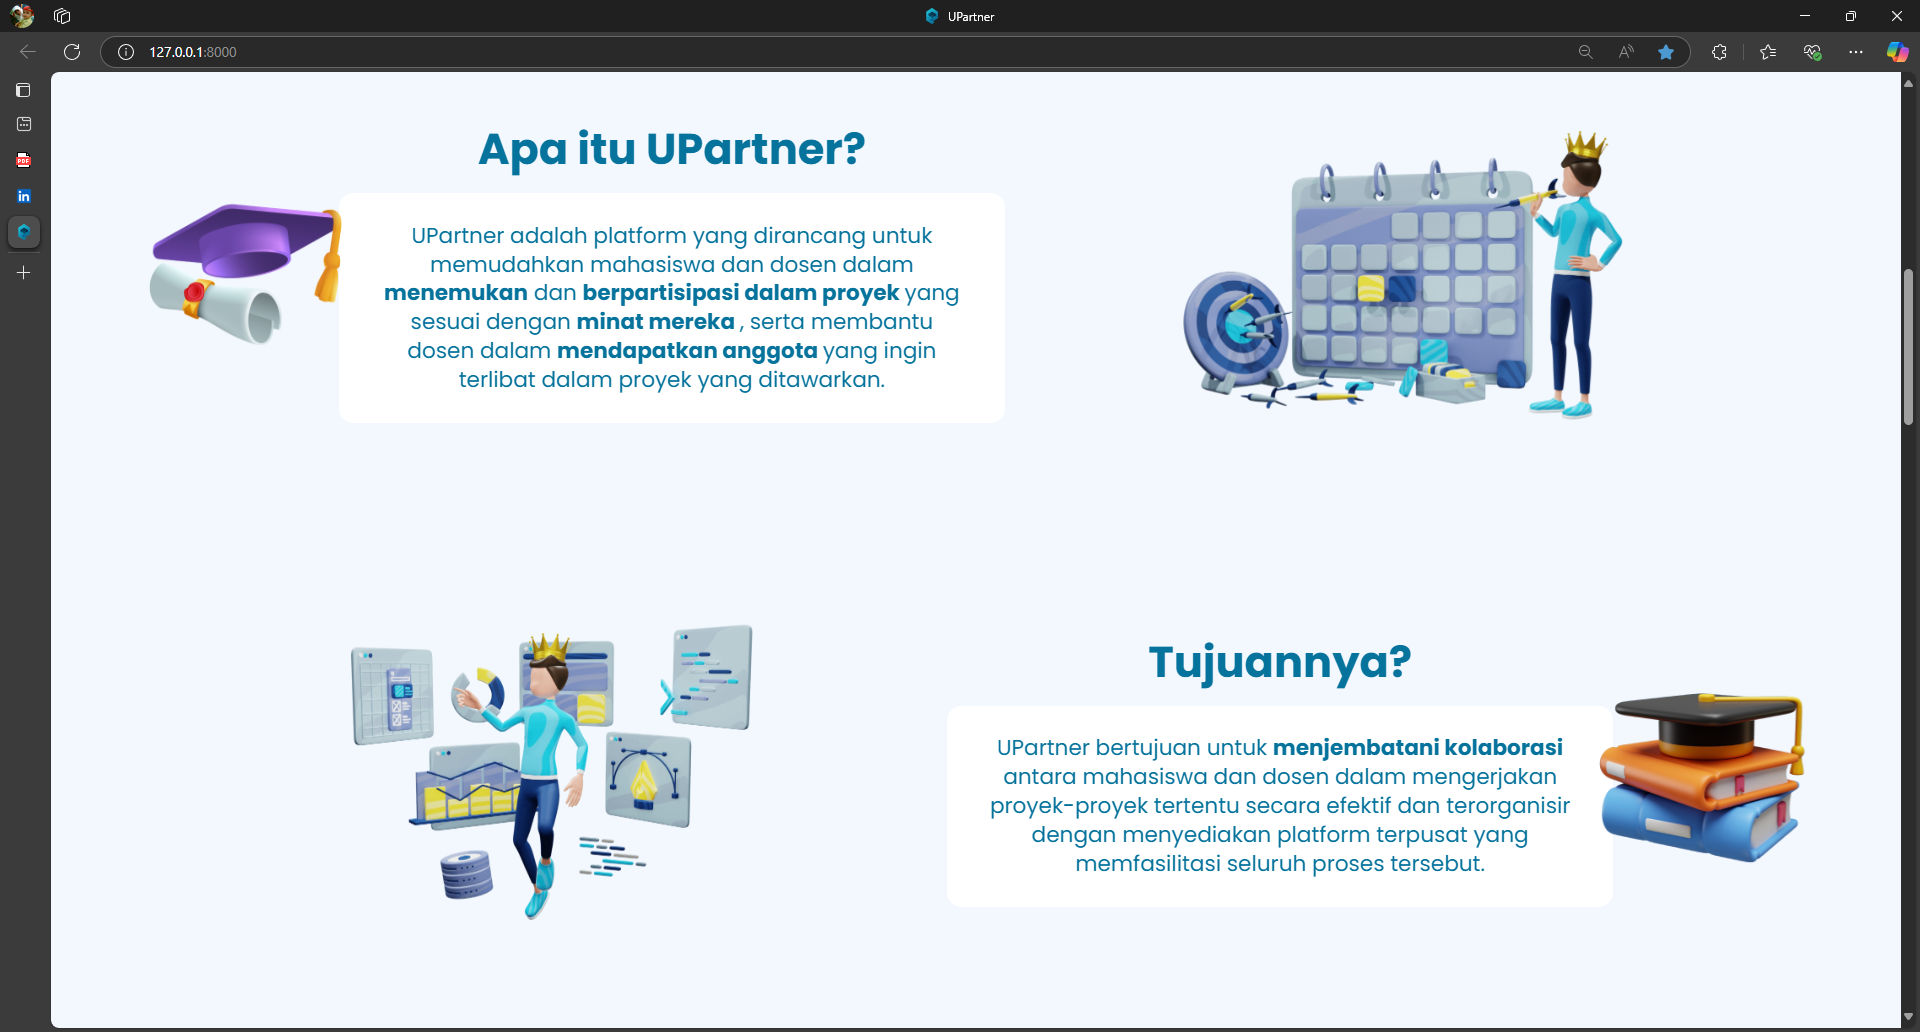 UPartner
127.0.0.1:8000
Apa itu UPartner?
UPartner adalah platform yang dirancang untuk
memudahkan mahasiswa dan dosen dalam
menemukan dan berpartisipasi dalam proyek yang
sesuai dengan minat mereka , serta membantu
dosen dalam mendapatkan anggota yang ingin
terlibat dalam proyek yang ditawarkan.
Tujuannya?
UPartner bertujuan untuk menjembatani kolaborasi
antara mahasiswa dan dosen dalam mengerjakan
proyek-proyek tertentu secara efektif dan terorganisir
dengan menyediakan platform terpusat yang
memfasilitasi seluruh proses tersebut.